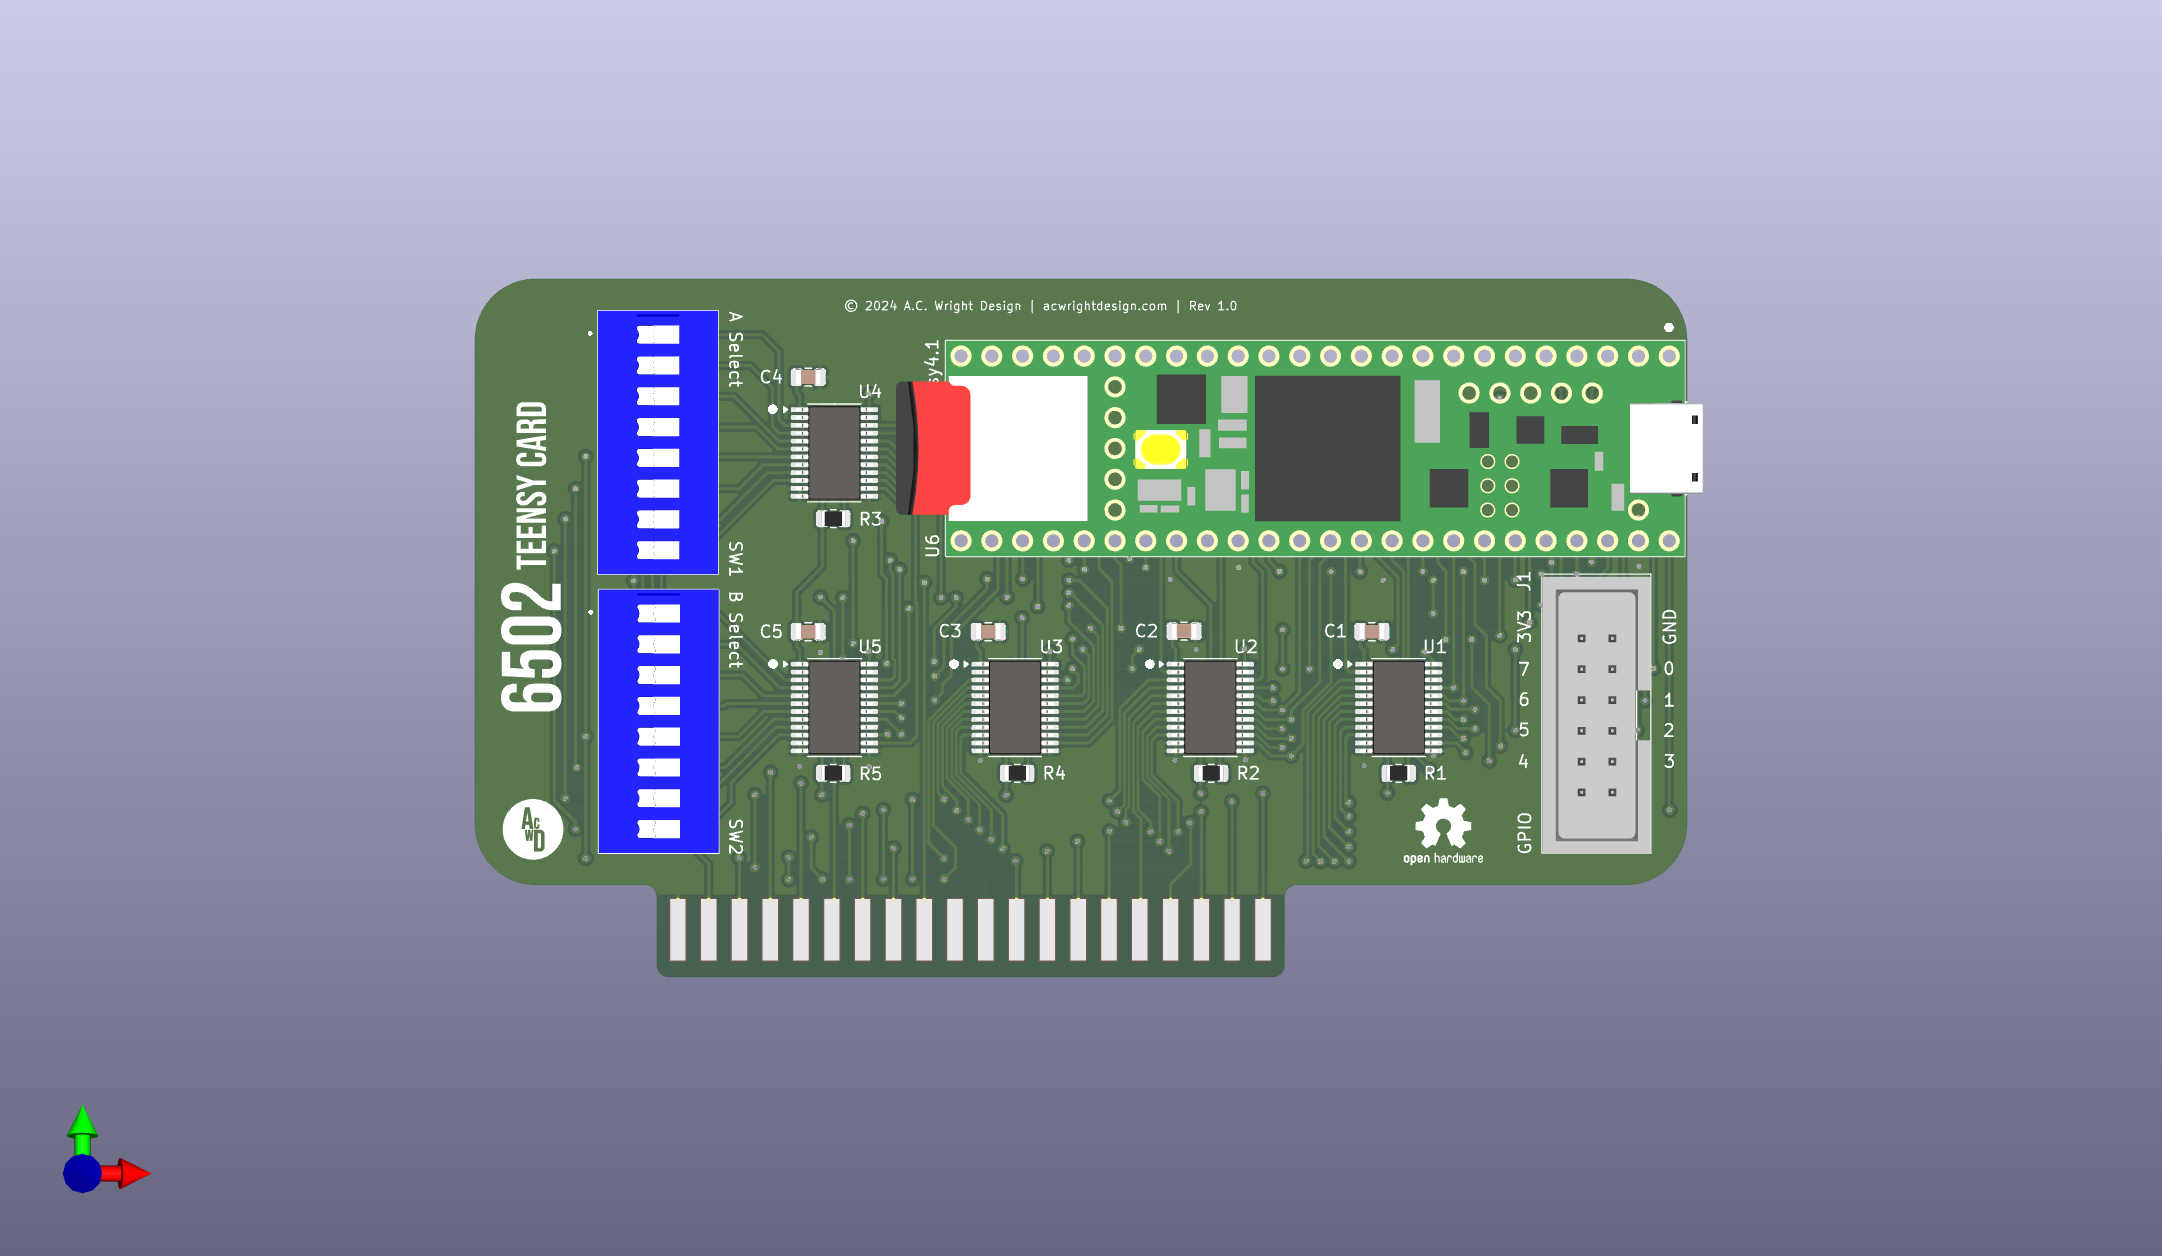 © 2024 A.C. Wright Design | acwrightdesign.com | Rev 1.0
6502 TEENSY CARD
A Select
SW1
B Select
SW2
C4
U4
R3
sy4.1
U6
C5
U5
R5
C3
U3
R4
C2
U2
R2
C1
U1
R1
J1
3V3
GND
7
0
6
1
5
2
4
3
GPIO
open hardware
ACWD